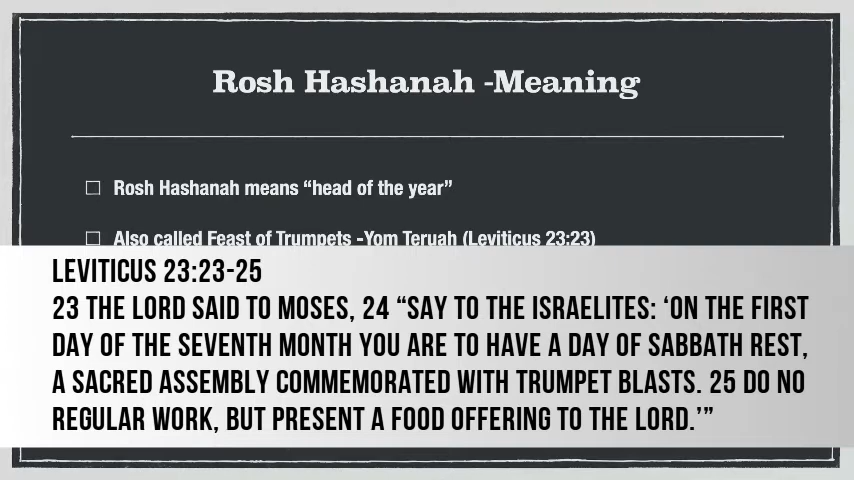 Rosh Hashanah -Meaning
Rosh Hashanah means “head of the year”
Also called Feast of Trumpets -Yom Teruah (Leviticus 23:23)
LEVITICUS 23:23-25
23 THE LORD SAID TO MOSES, 24 “SAY TO THE ISRAELITES: ‘ON THE FIRST
DAY OF THE SEVENTH MONTH YOU ARE TO HAVE A DAY OF SABBATH REST,
A SACRED ASSEMBLY COMMEMORATED WITH TRUMPET BLASTS. 25 DO NO
REGULAR WORK, BUT PRESENT A FOOD OFFERING TO THE LORD.’”